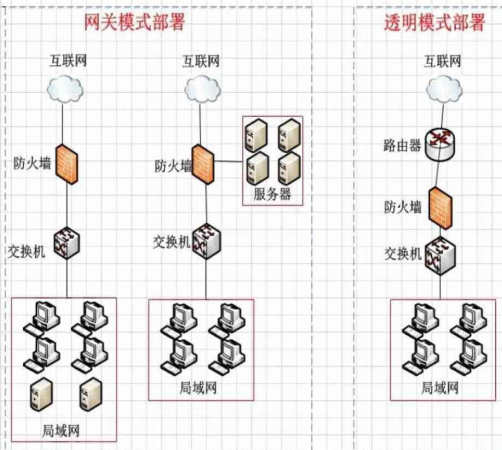 网关模式部署
互联网
防火墙
交换机
局域网
互联网
防火墙
服务器
交换机
局域网
透明模式部署
互联网
路由器
防火墙
交换机
局域网